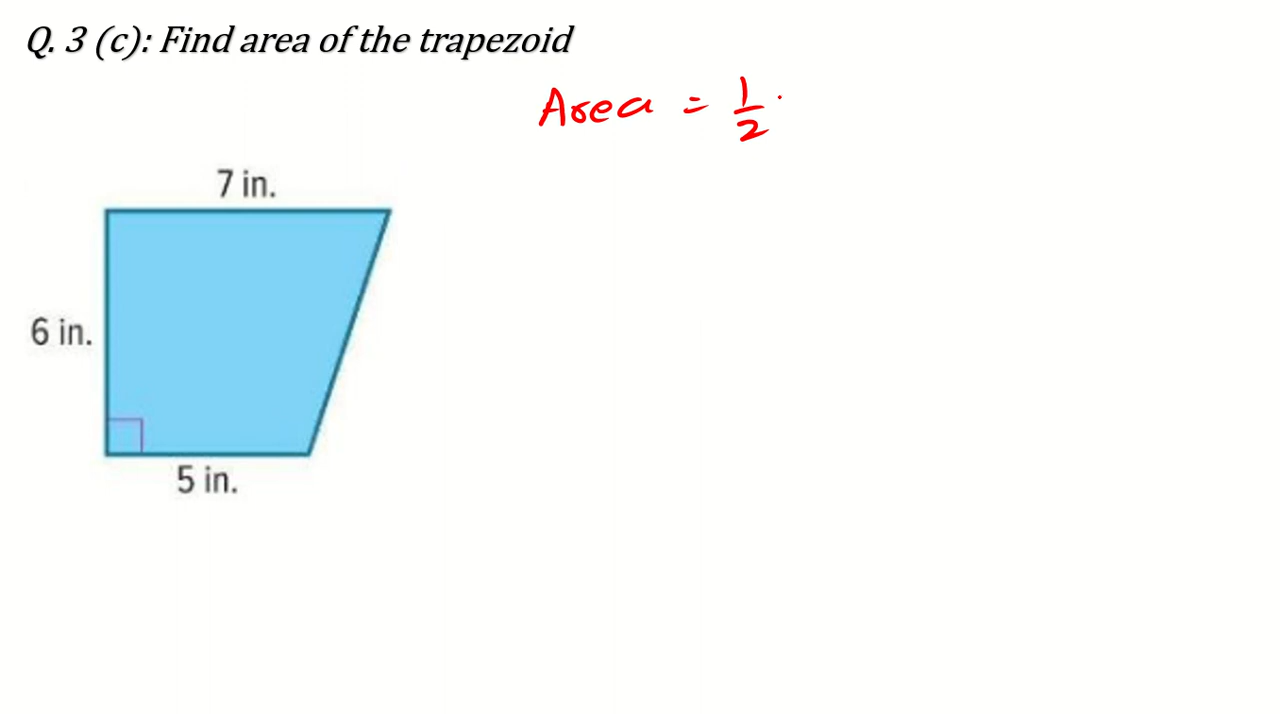 Q. 3 (c): Find area of the trapezoid
Area = 1/2
7 in.
6 in.
5 in.